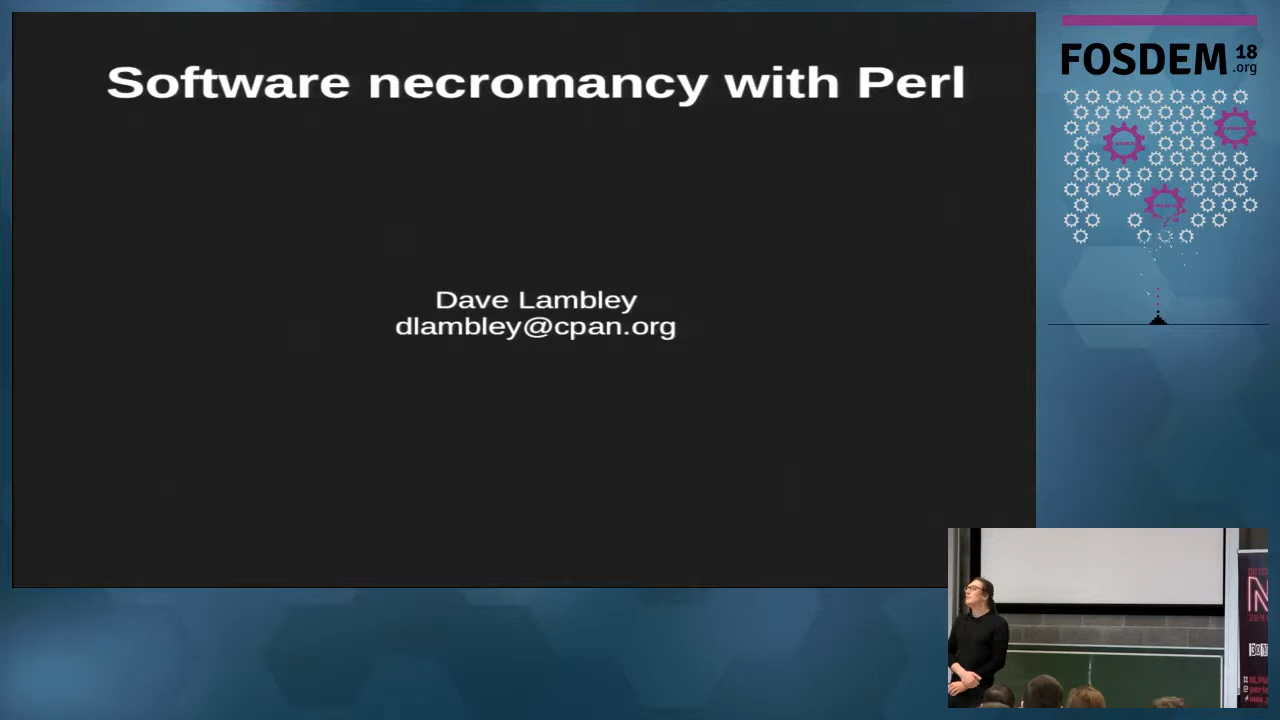 Software necromancy with Perl
Dave Lambley
dlambley@cpan.org
FOSDEM 18
.org